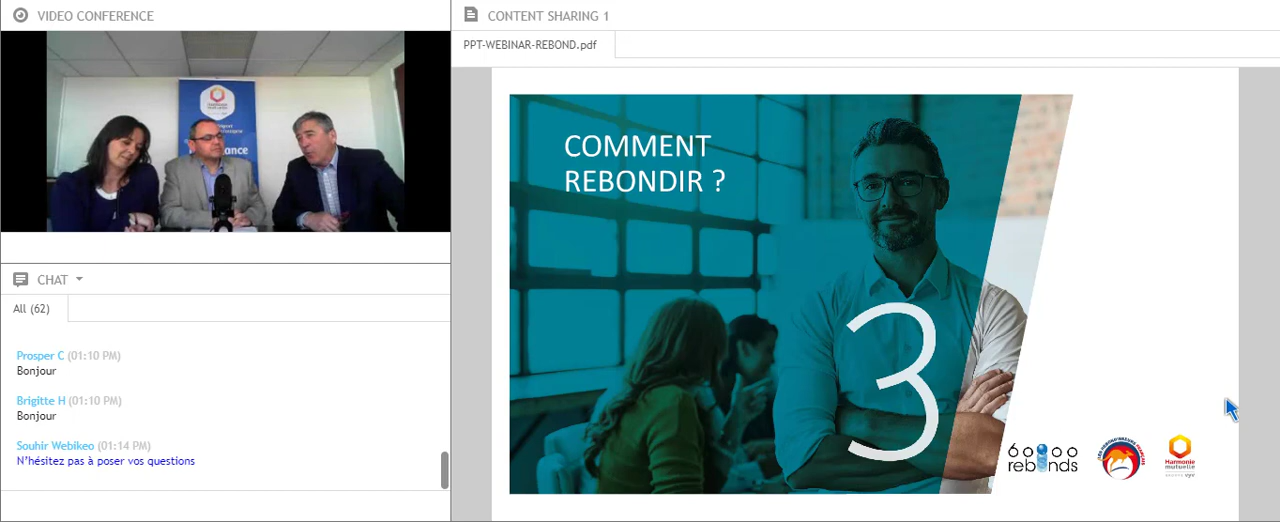 VIDEO CONFERENCE
Harmonie
mutuelle
CHAT
All (62)
Prosper C (01:10 PM)
Bonjour
Brigitte H (01:10 PM)
Bonjour
Souhir Webikeo (01:14 PM)
N'hésitez pas à poser vos questions
CONTENT SHARING 1
PPT-WEBINAR-REBOND.pdf
COMMENT
REBONDIR ?
3
60000
rebonds
Harmonie
mutuelle